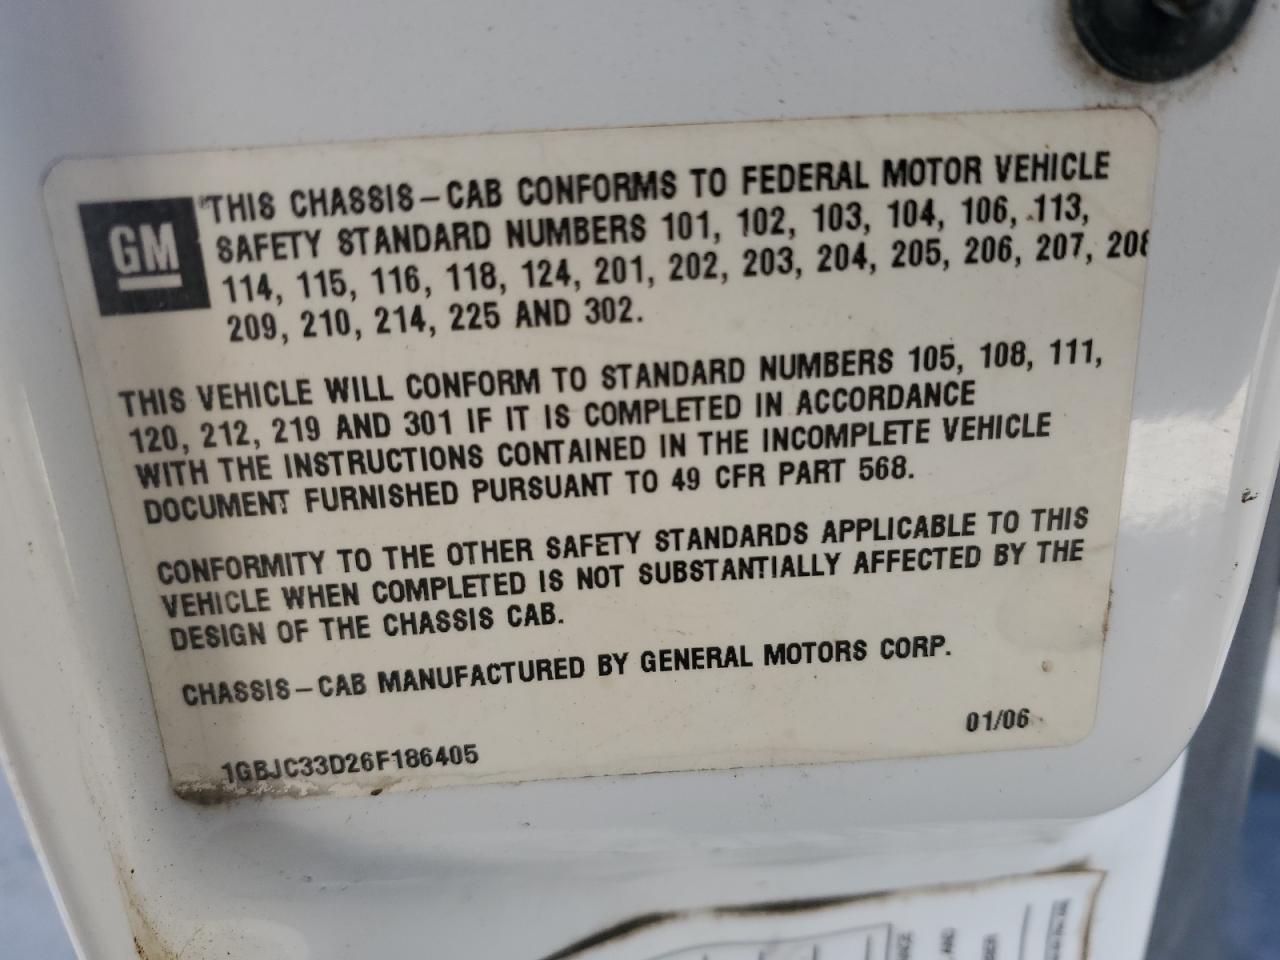 GM
THIS CHASSIS-CAB CONFORMS TO FEDERAL MOTOR VEHICLE
SAFETY STANDARD NUMBERS 101, 102, 103, 104, 106, 113,
114, 115, 116, 118, 124, 201, 202, 203, 204, 205, 206, 207, 208
209, 210, 214, 225 AND 302.
THIS VEHICLE WILL CONFORM TO STANDARD NUMBERS 105, 108, 111,
120, 212, 219 AND 301 IF IT IS COMPLETED IN ACCORDANCE
WITH THE INSTRUCTIONS CONTAINED IN THE INCOMPLETE VEHICLE
DOCUMENT FURNISHED PURSUANT TO 49 CFR PART 568.
CONFORMITY TO THE OTHER SAFETY STANDARDS APPLICABLE TO THIS
VEHICLE WHEN COMPLETED IS NOT SUBSTANTIALLY AFFECTED BY THE
DESIGN OF THE CHASSIS CAB.
CHASSIS-CAB MANUFACTURED BY GENERAL MOTORS CORP.
01/06
1GBJC33D26F186405